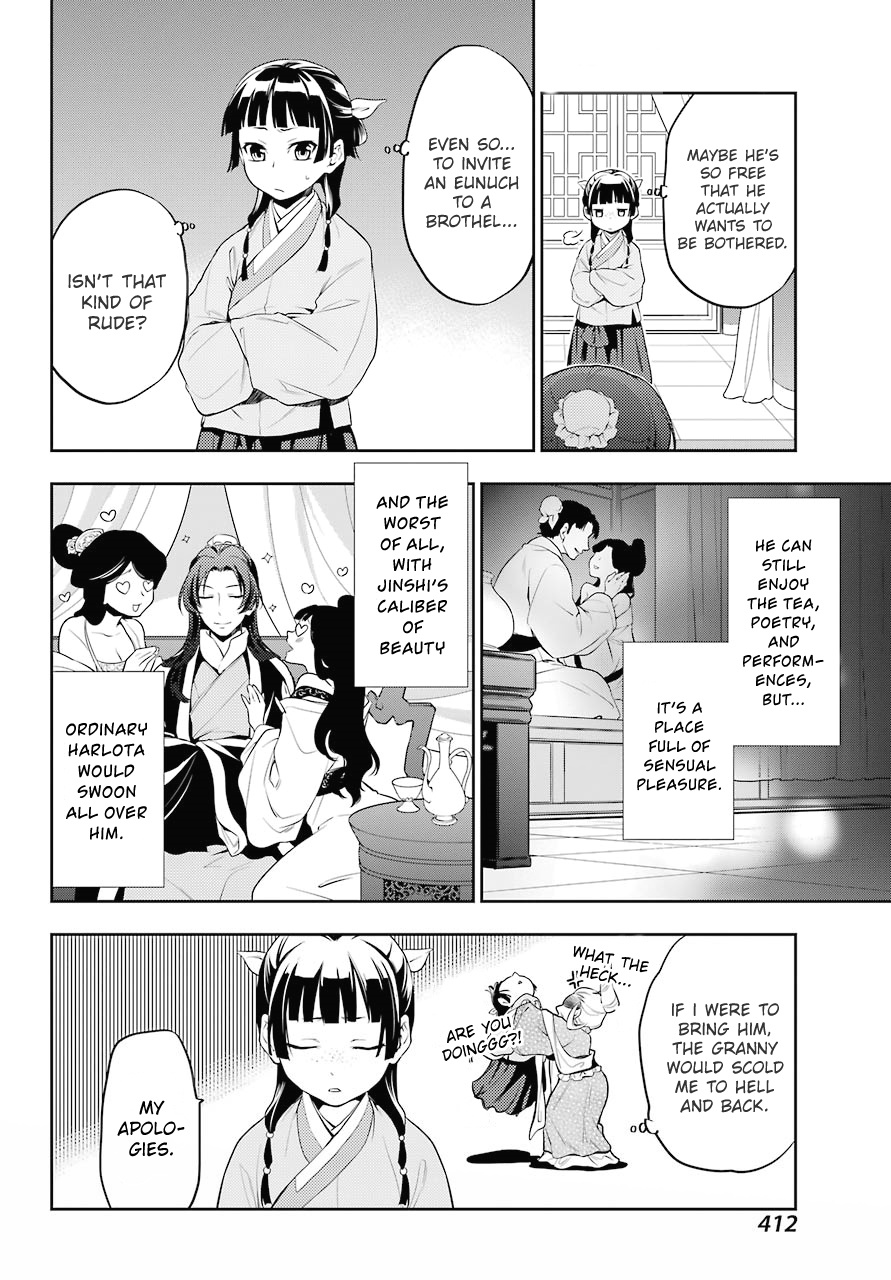 MAYBE HE'S
SO FREE
THAT HE
ACTUALLY
WANTS TO
BE BOTHERED.
EVEN SO...
TO INVITE
AN EUNUCH
TO A
BROTHEL...
ISN'T THAT
KIND OF
RUDE?
HE CAN
STILL
ENJOY
THE TEA,
POETRY,
AND
PERFORM-
ENCES,
BUT...
IT'S A
PLACE
FULL OF
SENSUAL
PLEASURE.
AND THE
WORST
OF ALL,
WITH
JINSHI'S
CALIBER
OF
BEAUTY
ORDINARY
HARLOTA
WOULD
SWOON
ALL OVER
HIM.
IF I WERE TO
BRING HIM,
THE GRANNY
WOULD SCOLD
ME TO HELL
AND BACK.
WHAT THE
HECK...
ARE YOU
DOINGGG?!
MY
APOLO-
GIES.
412